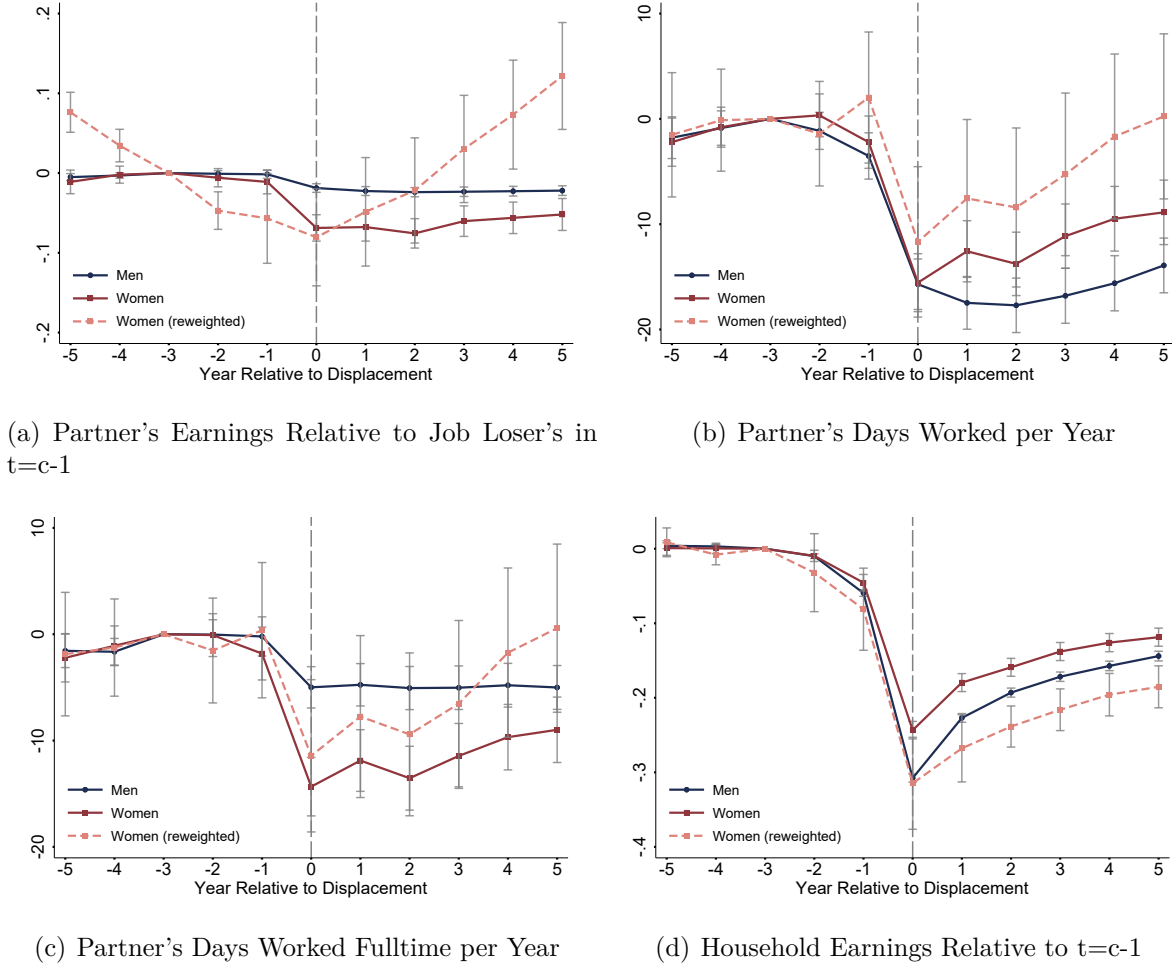 .2
.1
0
-.1
-.2
Men
Women
Women (reweighted)
-5 -4 -3 -2 -1 0 1 2 3 4 5
Year Relative to Displacement
(a) Partner's Earnings Relative to Job Loser's in
t=c-1
10
0
-10
-20
Men
Women
Women (reweighted)
-5 -4 -3 -2 -1 0 1 2 3 4 5
Year Relative to Displacement
(b) Partner's Days Worked per Year
10
0
-10
-20
Men
Women
Women (reweighted)
-5 -4 -3 -2 -1 0 1 2 3 4 5
Year Relative to Displacement
(c) Partner's Days Worked Fulltime per Year
0
-.1
-.2
-.3
-.4
Men
Women
Women (reweighted)
-5 -4 -3 -2 -1 0 1 2 3 4 5
Year Relative to Displacement
(d) Household Earnings Relative to t=c-1